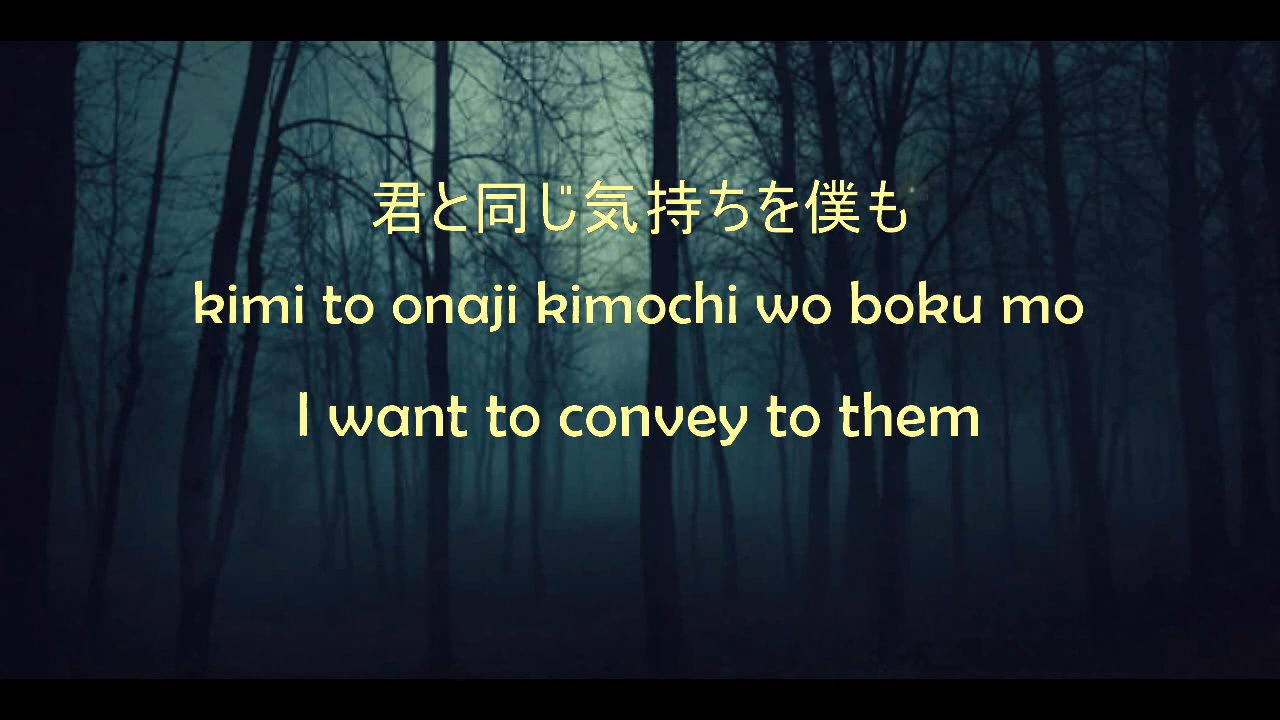 君と同じ気持ちを僕も
kimi to onaji kimochi wo boku mo
I want to convey to them